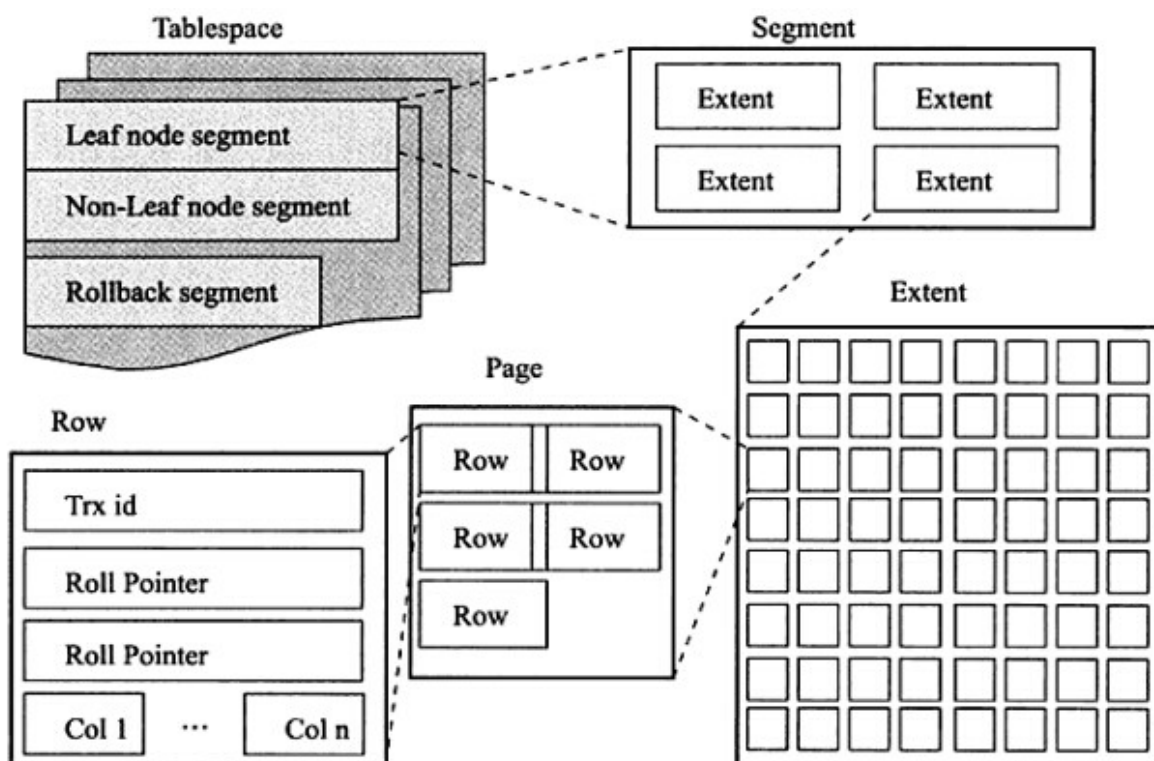 Tablespace
Leaf node segment
Non-Leaf node segment
Rollback segment
Segment
Extent
Extent
Extent
Extent
Extent
Page
Row
Row
Row
Row
Row
Row
Trx id
Roll Pointer
Roll Pointer
Col 1
...
Col n